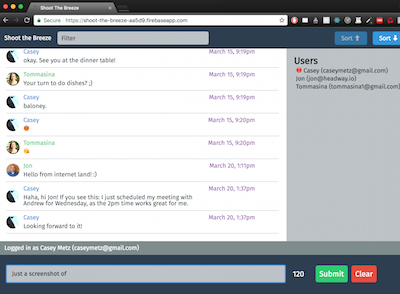 Shoot The Breeze
Secure https://shoot-the-breeze-aa5d9.firebaseapp.com
Shoot the Breeze Filter Sort Sort
Casey March 15, 9:19pm
okay. See you at the dinner table!
Tommasina March 15, 9:19pm
Your turn to do dishes? ;)
Casey March 15, 9:19pm
baloney.
Casey March 15, 9:20pm
Tommasina March 15, 9:20pm
Jon March 20, 1:11pm
Hello from internet land! :)
Casey March 20, 1:37pm
Haha, hi Jon! If you see this: I just scheduled my meeting with
Andrew for Wednesday, as the 2pm time works great for me.
Casey March 20, 1:37pm
Looking forward to it!
Users
Casey Metz (caseymetz@gmail.com)
Jon (jon@headway.io)
Tommasina (tommasina1@gmail.com)
Logged in as Casey Metz (caseymetz@gmail.com)
Just a screenshot of 120 Submit Clear